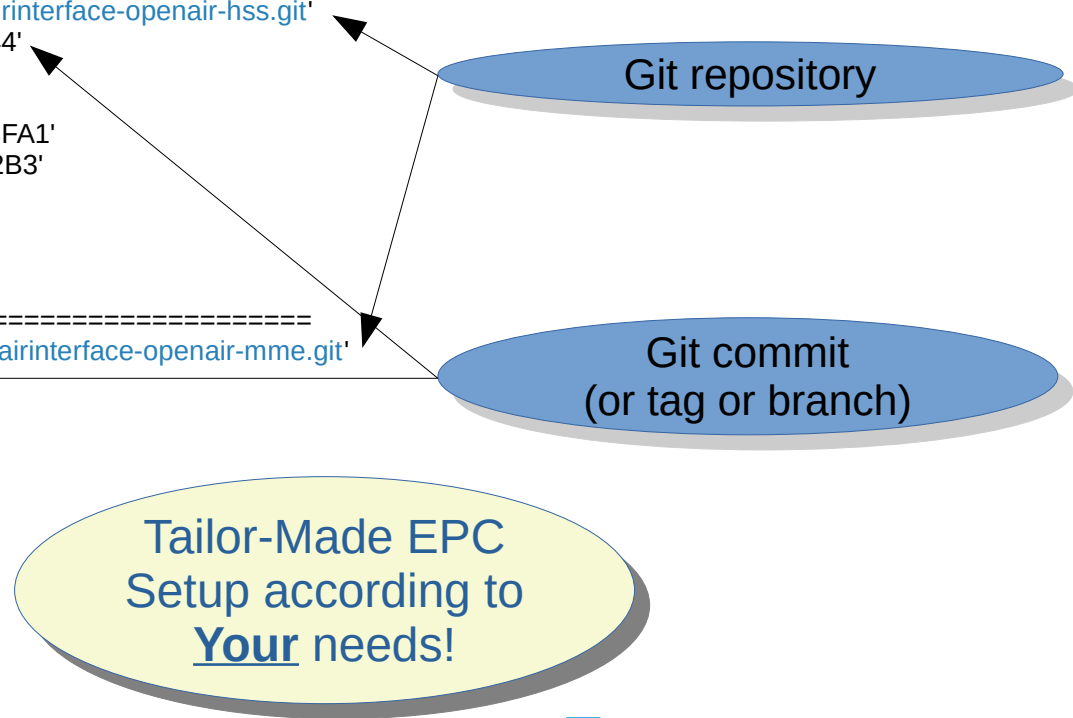 rinterface-openair-hss.git'
4'
Git repository
FA1'
2B3'
====================
airinterface-openair-mme.git'
Git commit
(or tag or branch)
Tailor-Made EPC
Setup according to
Your needs!